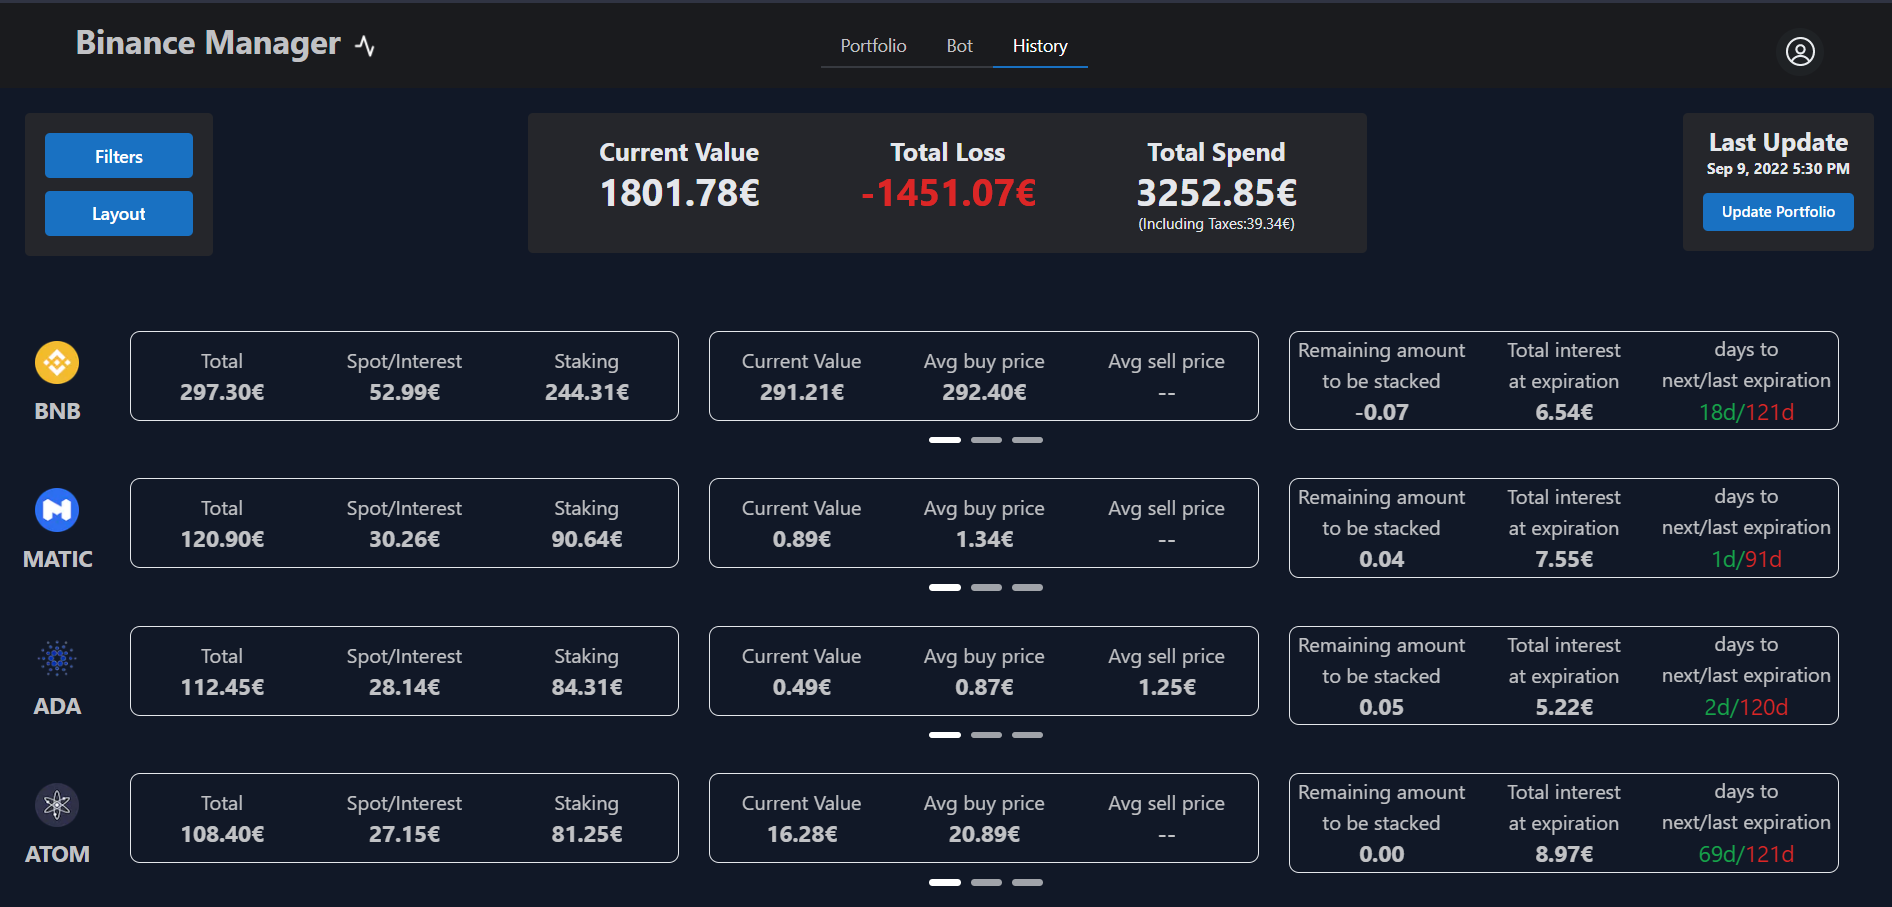 Binance Manager
Portfolio Bot History
Filters
Layout
Current Value Total Loss Total Spend
1801.78€ -1451.07€ 3252.85€
(Including Taxes:39.34€)
Last Update
Sep 9, 2022 5:30 PM
Update Portfolio
BNB
Total Spot/Interest Staking
297.30€ 52.99€ 244.31€
Current Value Avg buy price Avg sell price
291.21€ 292.40€ --
Remaining amount Total interest days to
to be stacked at expiration next/last expiration
-0.07 6.54€ 18d/121d
MATIC
Total Spot/Interest Staking
120.90€ 30.26€ 90.64€
Current Value Avg buy price Avg sell price
0.89€ 1.34€ --
Remaining amount Total interest days to
to be stacked at expiration next/last expiration
0.04 7.55€ 1d/91d
ADA
Total Spot/Interest Staking
112.45€ 28.14€ 84.31€
Current Value Avg buy price Avg sell price
0.49€ 0.87€ 1.25€
Remaining amount Total interest days to
to be stacked at expiration next/last expiration
0.05 5.22€ 2d/120d
ATOM
Total Spot/Interest Staking
108.40€ 27.15€ 81.25€
Current Value Avg buy price Avg sell price
16.28€ 20.89€ --
Remaining amount Total interest days to
to be stacked at expiration next/last expiration
0.00 8.97€ 69d/121d